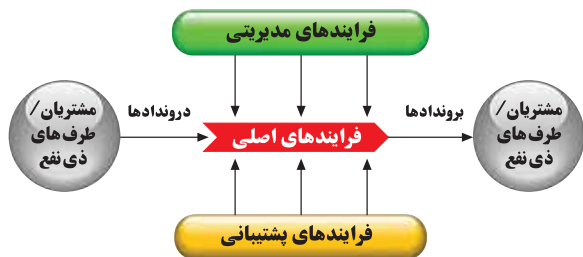 فرایندهای مدیریتی
مشتریان/
طرف‌های
ذی نفع
دروندادها
فرایندهای اصلی
بروندادها
مشتریان/
طرف‌های
ذی نفع
فرایندهای پشتیبانی